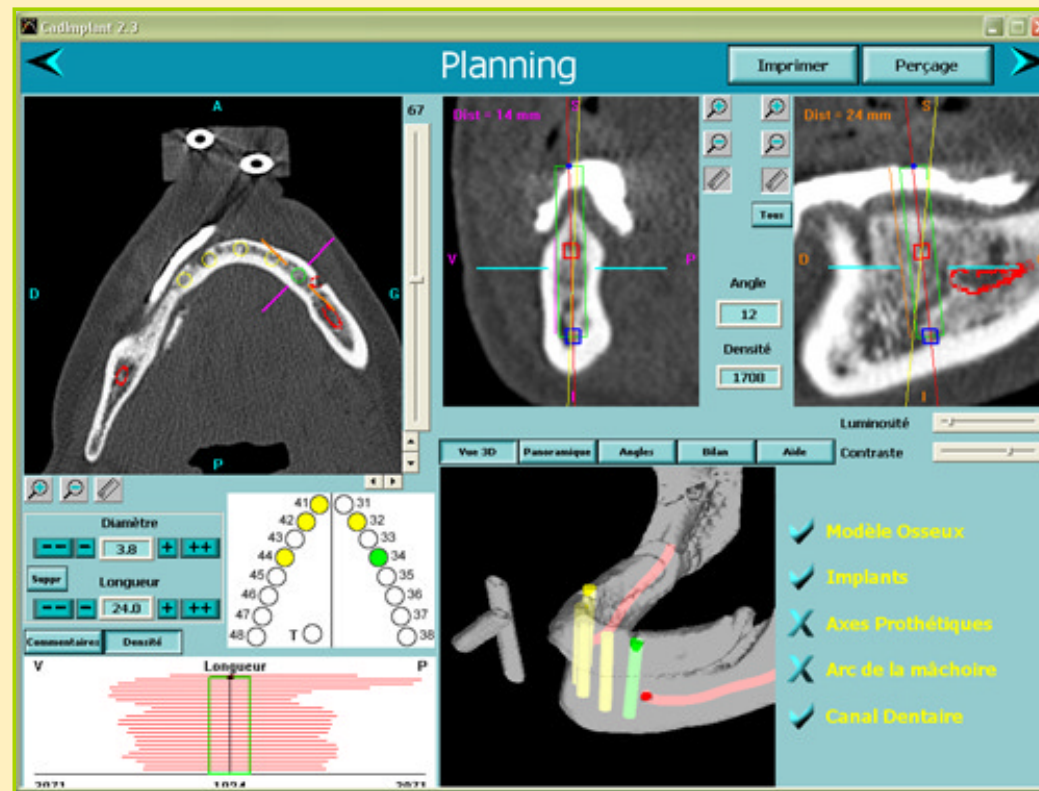 CadImplant 2.3
Planning
Imprimer
Perçage
A
67
D
G
P
Dist = 14 mm
S
V
P
I
Dist = 24 mm
S
D
I
Tous
Angle
12
Densité
1708
Luminosité
Contraste
Vue 3D
Panoramique
Angles
Bilan
Aide
Diamètre
-- - 3.8 + ++
Suppr
Longueur
-- - 24.0 + ++
Commentaires
Densité
41 31
42 32
43 33
44 34
45 35
46 36
47 37
48 T 38
V Longueur P
2071 1024 2071
Modèle Osseux
Implants
Axes Prothétiques
Arc de la mâchoire
Canal Dentaire